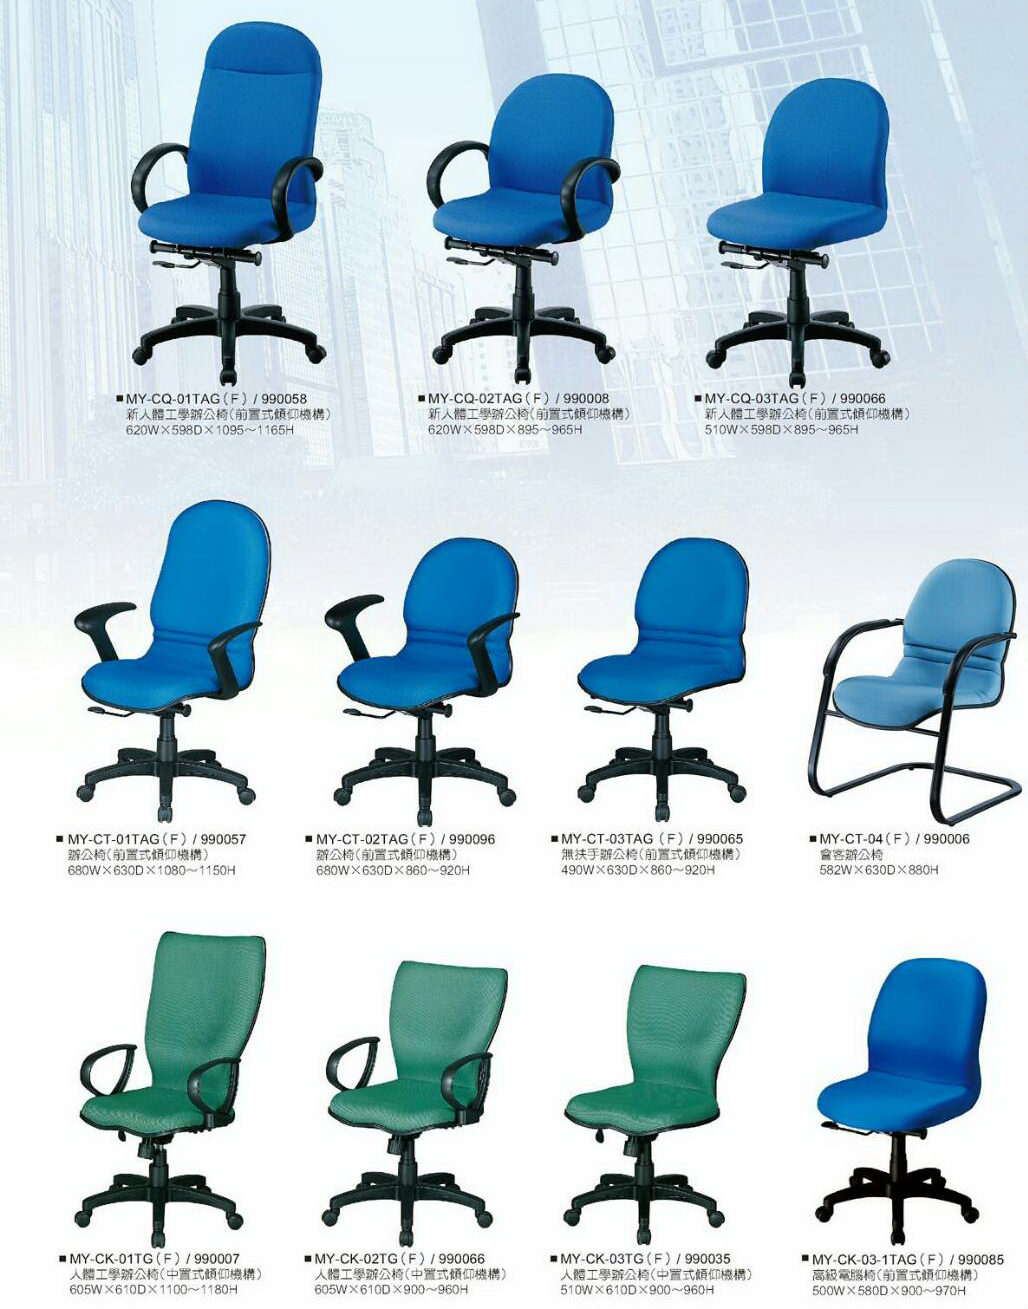 ■MY-CQ-01TAG(F)/990058
新人體工學辦公椅(前置式傾仰機構)
620W×598D×1095～1165H
■MY-CQ-02TAG(F)/990008
新人體工學辦公椅(前置式傾仰機構)
620W×598D×895～965H
■MY-CQ-03TAG(F)/990066
新人體工學辦公椅(前置式傾仰機構)
510W×598D×895～965H
■MY-CT-01TAG(F)/990057
辦公椅(前置式傾仰機構)
680W×630D×1080～1150H
■MY-CT-02TAG(F)/990096
辦公椅(前置式傾仰機構)
680W×630D×860～920H
■MY-CT-03TAG(F)/990065
無扶手辦公椅(前置式傾仰機構)
490W×630D×860～920H
■MY-CT-04(F)/990006
會客辦公椅
582W×630D×880H
■MY-CK-01TG(F)/990007
人體工學辦公椅(中置式傾仰機構)
605W×610D×1100～1180H
■MY-CK-02TG(F)/990066
人體工學辦公椅(中置式傾仰機構)
605W×610D×900～960H
■MY-CK-03TG(F)/990035
人體工學辦公椅(中置式傾仰機構)
510W×610D×900～960H
■MY-CK-03-1TAG(F)/990085
高級電腦椅(前置式傾仰機構)
500W×580D×900～970H